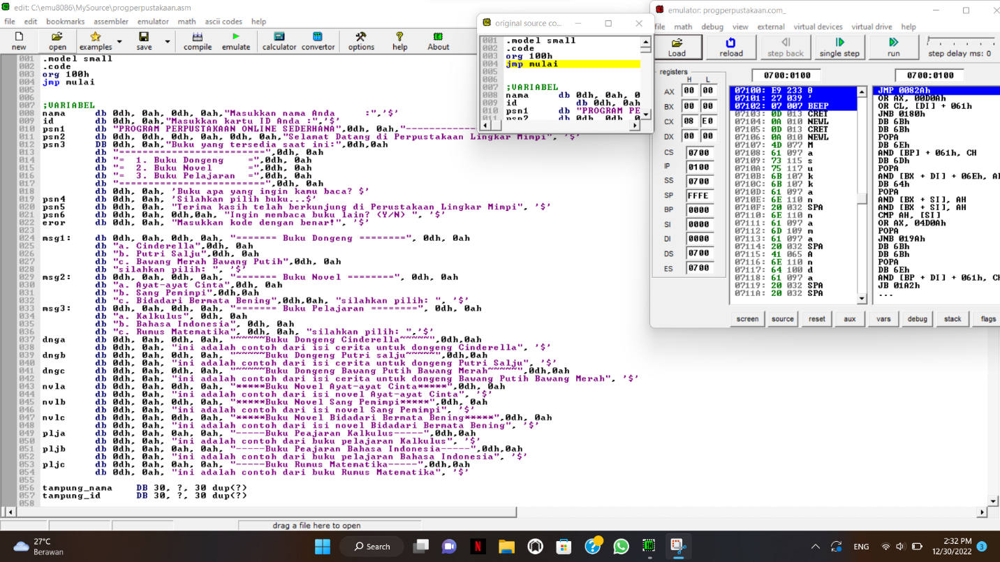 edit: C:\emu8086\MySource\progperpustakaan.asm
file edit bookmarks assembler emulator math ascii codes help
new open examples save compile emulate calculator convertor options help About
001 .model small
002 .code
003 org 100h
004 jmp mulai
005
006
007 ;VARIABEL
008 nama db 0dh, 0ah, 0dh, 0ah,"Masukkan nama Anda :",'$'
009 id db 0dh, 0ah,"Masukkan kartu ID Anda :",'$'
010 psn1 db "PROGRAM PERPUSTAKAAN ONLINE SEDERHANA",0dh, 0ah,"-------------
011 psn2 db 0dh, 0ah, 0dh, 0ah, 0dh, 0ah,"Selamat Datang di Perpustakaan Lingkar Mimpi", '$'
012 psn3 DB 0dh, 0ah,"Buku yang tersedia saat ini:",0dh,0ah
013 db "=========================",0dh, 0ah
014 db "= 1. Buku Dongeng =",0dh, 0ah
015 db "= 2. Buku Novel =",0dh, 0ah
016 db "= 3. Buku Pelajaran =",0dh, 0ah
017 db "=========================",0dh, 0ah
018 db 0dh, 0ah, 'Buku apa yang ingin kamu baca? $'
019 psn4 db 0dh, 0ah, 'Silahkan pilih buku...$'
020 psn5 db 0dh, 0ah, "Terima kasih telah berkunjung di Perustakaan Lingkar Mimpi", '$'
021 psn6 db 0dh, 0ah, 0dh,0ah, "Ingin membaca buku lain? (Y/N) ", '$'
022 eror db 0dh, 0ah, "Masukkan kode dengan benar!", '$'
023
024 msg1: db 0dh, 0ah, 0dh, 0ah, "======= Buku Dongeng ========", 0dh, 0ah
025 db "a. Cinderella",0dh, 0ah
026 db "b. Putri Salju",0dh, 0ah
027 db "c. Bawang Merah Bawang Putih",0dh, 0ah
028 db "silahkan pilih: ", '$'
029 msg2: db 0dh, 0ah, 0dh, 0ah, "======= Buku Novel ========", 0dh, 0ah
030 db "a. Ayat-ayat Cinta",0dh, 0ah
031 db "b. Sang Pemimpi",0dh,0ah
032 db "c. Bidadari Bermata Bening",0dh,0ah, "silahkan pilih: ", '$'
033 msg3: db 0dh, 0ah, 0dh, 0ah, "======= Buku Pelajaran ========", 0dh, 0ah
034 db "a. Kalkulus", 0dh, 0ah
035 db "b. Bahasa Indonesia", 0dh, 0ah
036 db "c. Rumus Matematika", 0dh, 0ah, "silahkan pilih: ",'$'
037 dnga db 0dh, 0ah, 0dh, 0ah, "~~~~~Buku Dongeng Cinderella~~~~~",0dh,0ah
038 db 0dh, 0ah, "ini adalah contoh dari isi cerita untuk dongeng Cinderella", '$'
039 dngb db 0dh, 0ah, 0dh, 0ah, "~~~~~Buku Dongeng Putri salju~~~~~",0dh,0ah
040 db 0dh, 0ah, "ini adalah contoh dari isi cerita untuk dongeng Putri Salju", '$'
041 dngc db 0dh, 0ah, 0dh, 0ah, "~~~~~Buku Dongeng Bawang Putih Bawang Merah~~~~~",0dh,0ah
042 db 0dh, 0ah, "ini adalah contoh dari isi cerita untuk dongeng Bawang Putih Bawang Merah", '$'
043 nvla db 0dh, 0ah, 0dh, 0ah, "*****Buku Novel Ayat-ayat Cinta*****",0dh, 0ah
044 db 0dh, 0ah, "ini adalah contoh dari isi novel Ayat-ayat Cinta", '$'
045 nvlb db 0dh, 0ah, 0dh, 0ah, "*****Buku Novel Sang Pemimpi*****",0dh, 0ah
046 db 0dh, 0ah, "ini adalah contoh dari isi novel Sang Pemimpi", '$'
047 nvlc db 0dh, 0ah, 0dh, 0ah, "*****Buku Novel Bidadari Bermata Bening*****",0dh, 0ah
048 db 0dh, 0ah, "ini adalah contoh dari isi novel Bidadari Bermata Bening", '$'
049 plja db 0dh, 0ah, 0ah, 0ah, "-----Buku Peajaran Kalkulus-----",0dh, 0ah
050 db 0dh, 0ah, "ini adalah contoh dari buku pelajaran Kalkulus", '$'
051 pljb db 0dh, 0ah, 0ah, 0ah, "-----Buku Peajaran Bahasa Indonesia-----",0dh,0ah
052 db 0dh, 0ah, "ini adalah contoh dari buku pelajaran Bahasa Indonesia", '$'
053 pljc db 0dh, 0ah, 0ah, 0ah, "-----Buku Rumus Matematika-----",0dh,0ah
054 db 0dh, 0ah, "ini adalah contoh dari buku Rumus Matematika", '$'
055
056 tampung_nama DB 30, ?, 30 dup(?)
057 tampung_id DB 30, ?, 30 dup(?)
058
drag a file here to open
original source co...
001 .model small
002 .code
003 org 100h
004 jmp mulai
005
006
007 ;VARIABEL
008 nama db 0dh, 0ah, 0
009 id db 0dh, 0ah
010 psn1 db "PROGRAM PE
011 psn2 db 0dh, 0ah, 0
emulator: progperpustakaan.com_
file math debug view external virtual devices virtual drive help
Load reload step back single step run step delay ms: 0
registers
H L
AX 00 00
BX 00 00
CX 08 E0
DX 00 00
CS 0700
IP 0100
SS 0700
SP FFFE
BP 0000
SI 0000
DI 0000
DS 0700
ES 0700
0700:0100
07100: E9 233 θ
07101: 27 039 '
07102: 07 007 BEEP
07103: 0D 013 CRET
07104: 0A 010 NEWL
07105: 0D 013 CRET
07106: 0A 010 NEWL
07107: 4D 077 M
07108: 61 097 a
07109: 73 115 s
0710A: 75 117 u
0710B: 6B 107 k
0710C: 6B 107 k
0710D: 61 097 a
0710E: 6E 110 n
0710F: 20 032 SPA
07110: 6E 110 n
07111: 61 097 a
07112: 6D 109 m
07113: 61 097 a
07114: 20 032 SPA
07115: 41 065 A
07116: 6E 110 n
07117: 64 100 d
07118: 61 097 a
07119: 20 032 SPA
0711A: 20 032 SPA
0700:0100
JMP 0082Ah
OR AX, 00D0Ah
OR CL, [DI] + 061h
JNB 0180h
DB 6Bh
DB 6Bh
POPA
DB 6Eh
AND [BP] + 061h, CH
DB 6Dh
POPA
AND [BX + DI] + 06Eh, A
DB 64h
POPA
AND [BX + SI], AH
AND [BX + SI], AH
CMP AH, [SI]
OR AX, 04D0Ah
POPA
JNB 019Ah
DB 6Bh
POPA
DB 6Eh
AND [BP + DI] + 061h, C
JB 01A2h
...
screen source reset aux vars debug stack flags
27°C
Berawan
Search
ENG
2:32 PM
12/30/2022
3